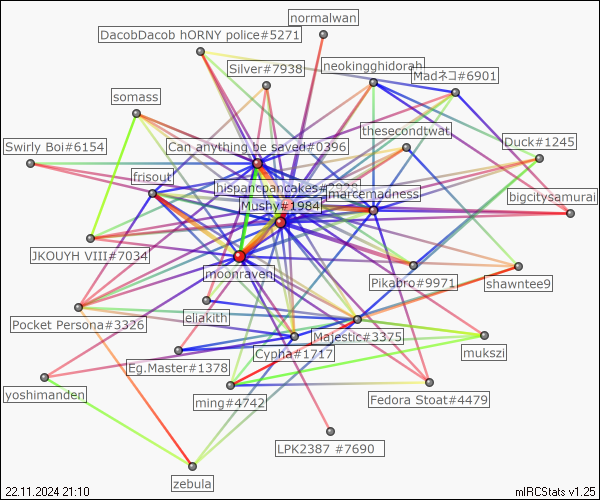 normalwan
DacobDacob hORNY police#5271
neokingghidorah
Silver#7938
Madネコ#6901
somass
thesecondtwat
Duck#1245
Swirly Boi#6154
Can anything be saved#0396
frisout
hispancpancakes#2928
marcemadness
bigcitysamurai
Mushy#1984
JKOUYH VIII#7034
moonraven
Pikabro#9971
shawntee9
eliakith
Pocket Persona#3326
Majestic#3375
Cypha#1717
mukszi
Eg.Master#1378
yoshimanden
ming#4742
Fedora Stoat#4479
LPK2387 #7690
zebula
22.11.2024 21:10
mIRCStats v1.25